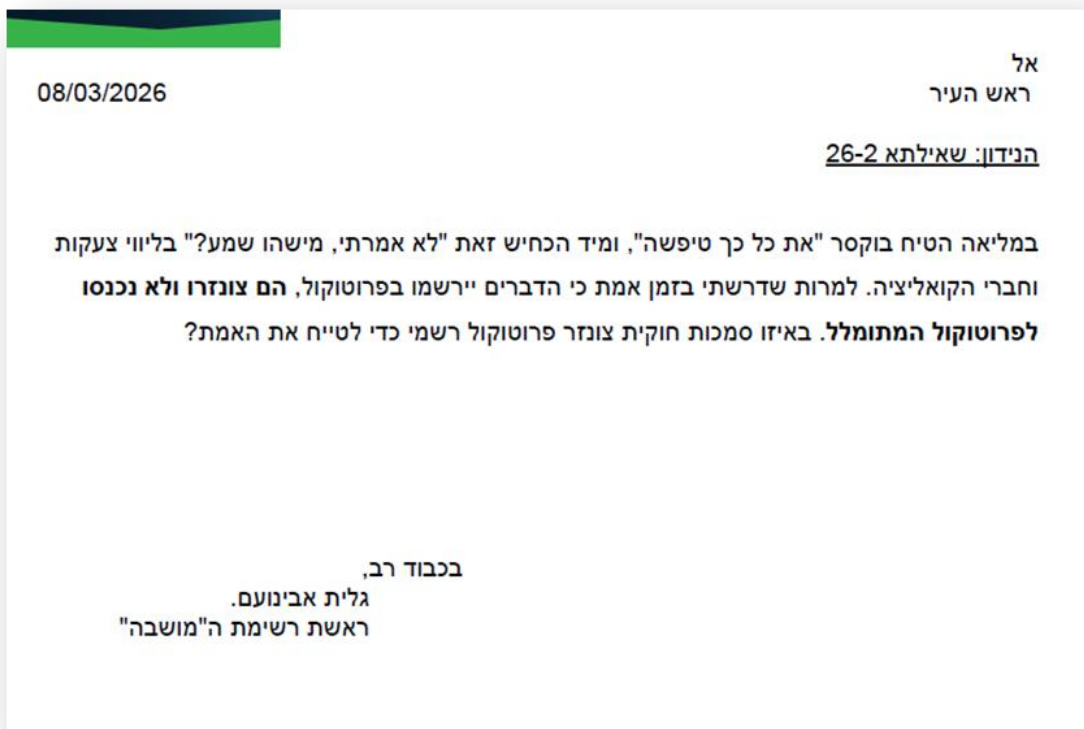 אל
ראש העיר
08/03/2026
הנידון: שאילתא 26-2
במליאה הטיח בוקסר "את כל כך טיפשה", ומיד הכחיש זאת "לא אמרתי, מישהו שמע?" בליווי צעקות
וחברי הקואליציה. למרות שדרשתי בזמן אמת כי הדברים יירשמו בפרוטוקול, הם צונזרו ולא נכנסו
לפרוטוקול המתומלל. באיזו סמכות חוקית צונזר פרוטוקול רשמי כדי לטייח את האמת?
בכבוד רב,
גלית אבינועם.
ראשת רשימת ה"מושבה"